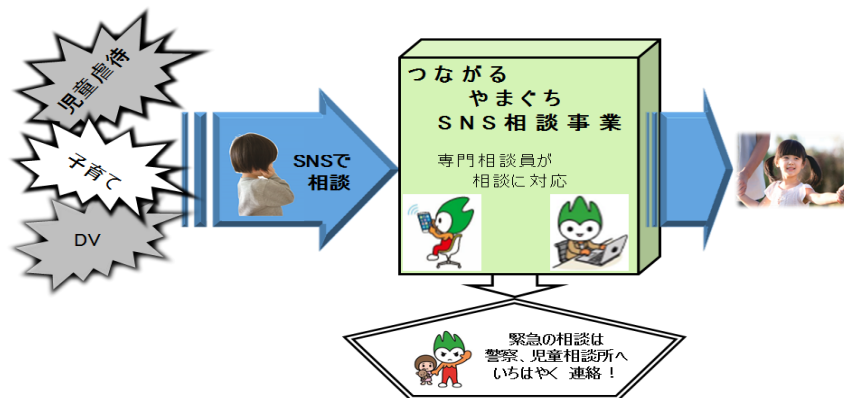 児童虐待
子育て
DV
SNSで
相談
つながる
やまぐち
SNS相談事業
専門相談員が
相談に対応
緊急の相談は
警察、児童相談所へ
いちはやく 連絡!